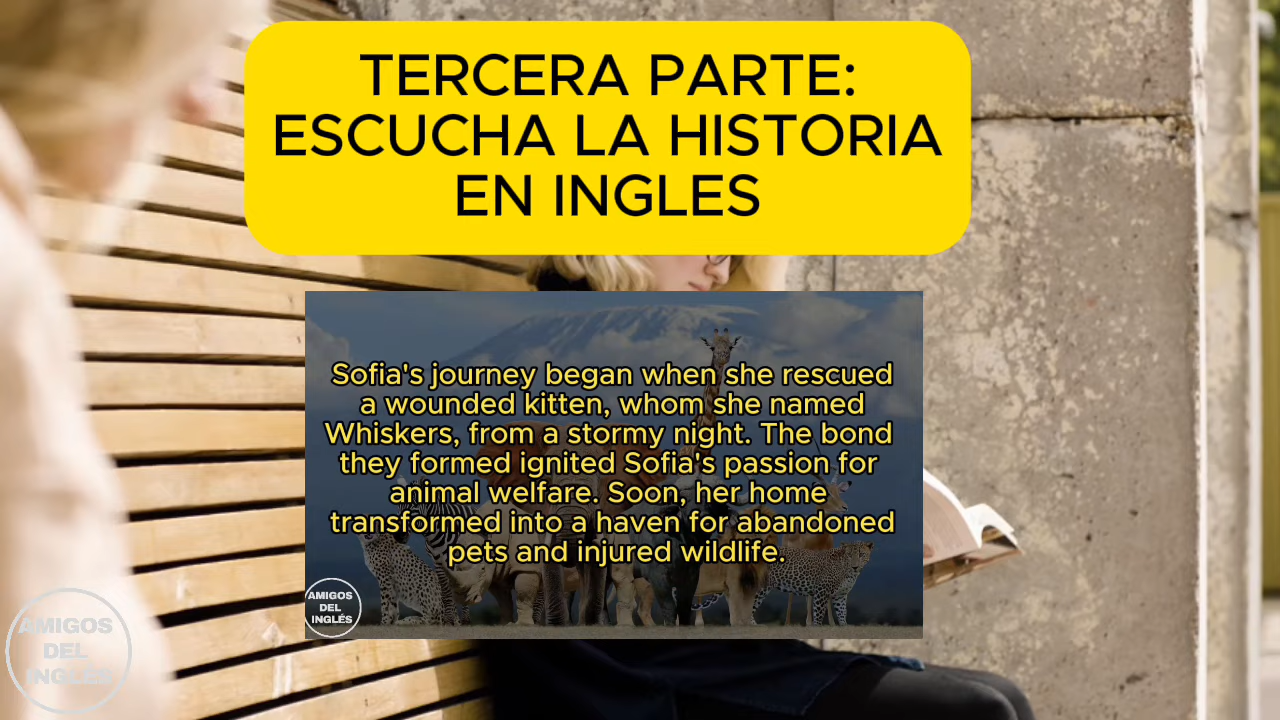 TERCERA PARTE:
ESCUCHA LA HISTORIA
EN INGLES
Sofia's journey began when she rescued
a wounded kitten, whom she named
Whiskers, from a stormy night. The bond
they formed ignited Sofia's passion for
animal welfare. Soon, her home
transformed into a haven for abandoned
pets and injured wildlife.
AMIGOS
DEL
INGLÉS
AMIGOS
DEL
INGLÉS